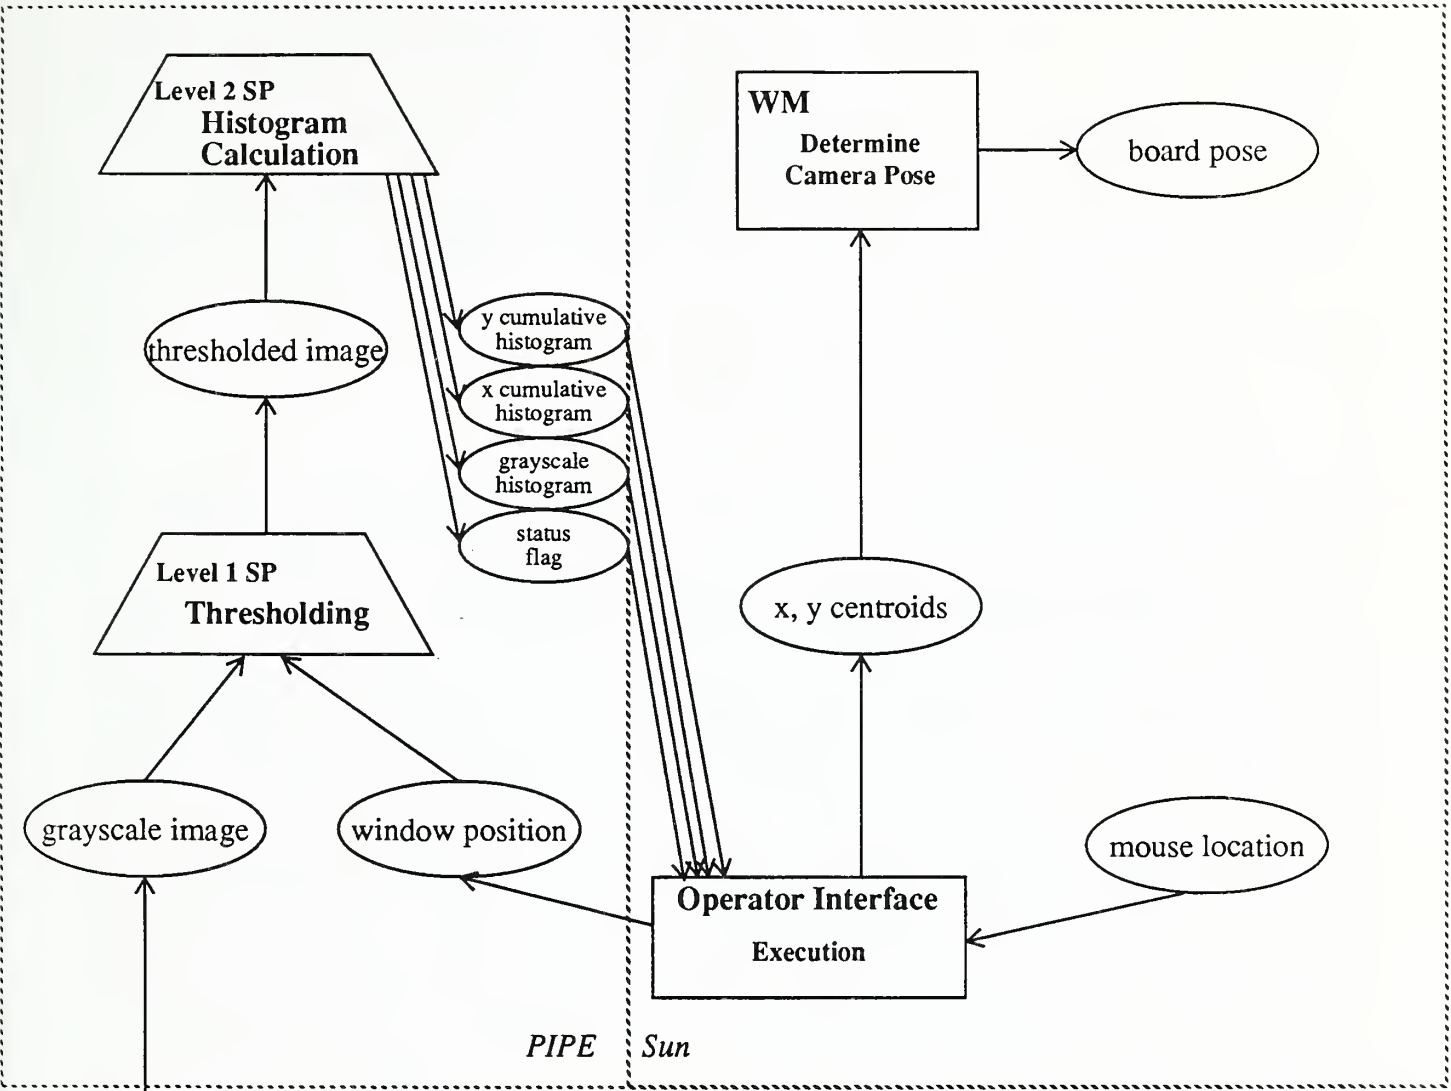 Level 2 SP
Histogram
Calculation
WM
Determine
Camera Pose
board pose
y cumulative
histogram
thresholded image
x cumulative
histogram
grayscale
histogram
status
flag
Level 1 SP
Thresholding
x, y centroids
grayscale image
window position
mouse location
Operator Interface
Execution
PIPE
Sun